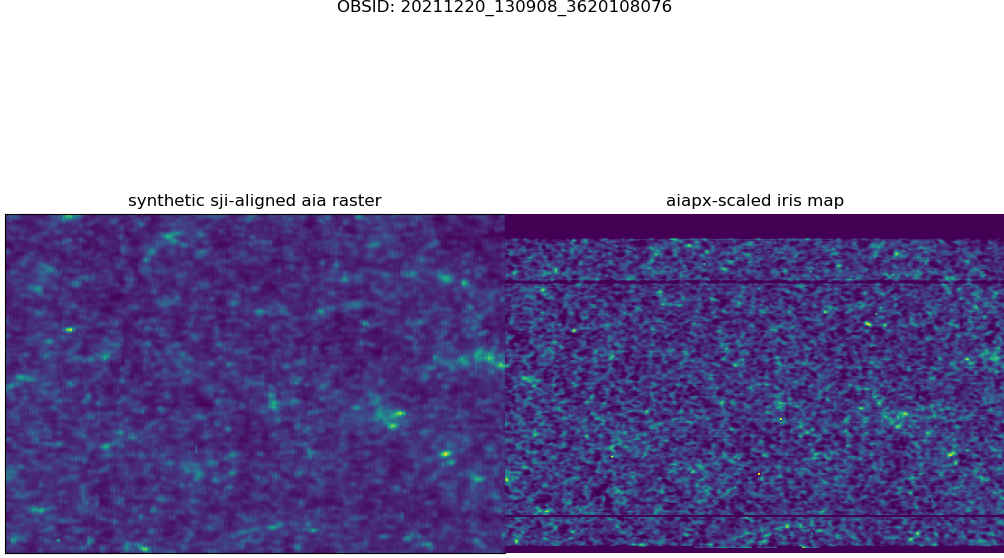 OBSID: 20211220_130908_3620108076
synthetic sji-aligned aia raster
aiapx-scaled iris map